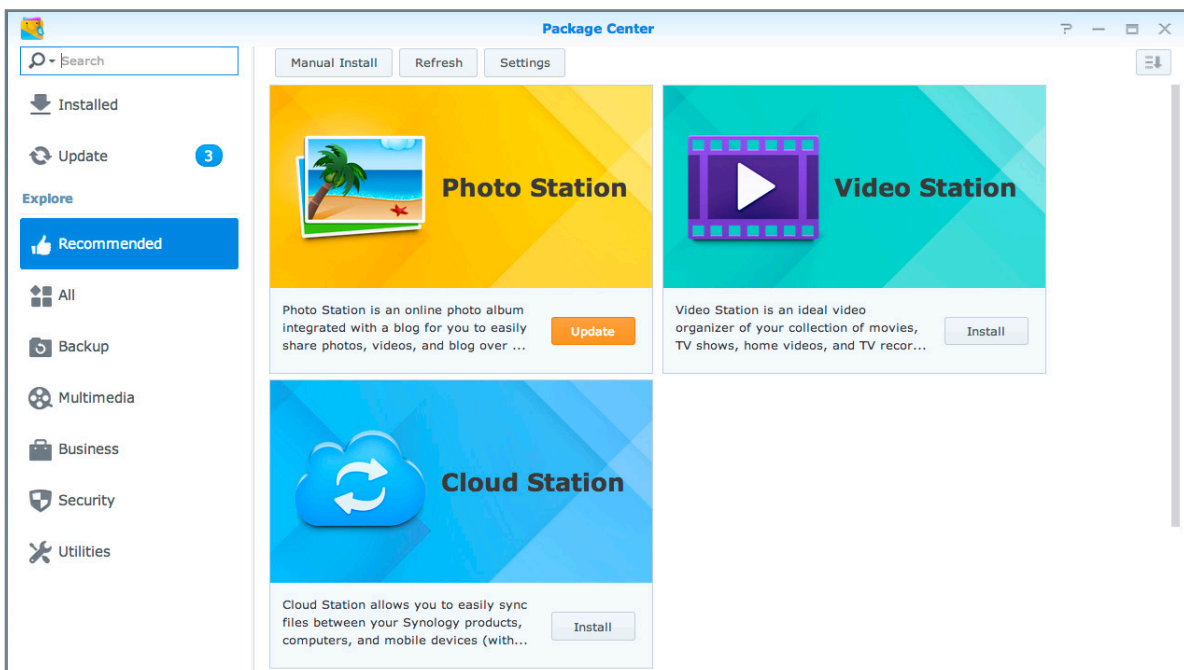 Package Center
Search
Manual Install
Refresh
Settings
Installed
Update
3
Explore
Recommended
All
Backup
Multimedia
Business
Security
Utilities
Photo Station
Photo Station is an online photo album
integrated with a blog for you to easily
share photos, videos, and blog over ...
Update
Video Station
Video Station is an ideal video
organizer of your collection of movies,
TV shows, home videos, and TV recor...
Install
Cloud Station
Cloud Station allows you to easily sync
files between your Synology products,
computers, and mobile devices (with...
Install